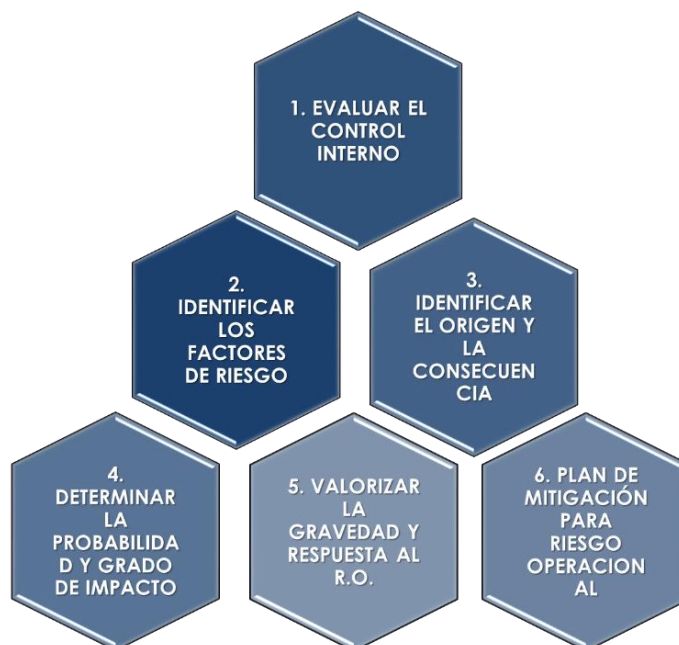 1. EVALUAR EL
CONTROL
INTERNO
2.
IDENTIFICAR
LOS
FACTORES
DE RIESGO
3.
IDENTIFICAR
EL ORIGEN Y
LA
CONSECUEN
CIA
4.
DETERMINAR
LA
PROBABILIDA
D Y GRADO
DE IMPACTO
5. VALORIZAR
LA
GRAVEDAD Y
RESPUESTA AL
R.O.
6. PLAN DE
MITIGACIÓN
PARA
RIESGO
OPERACION
AL